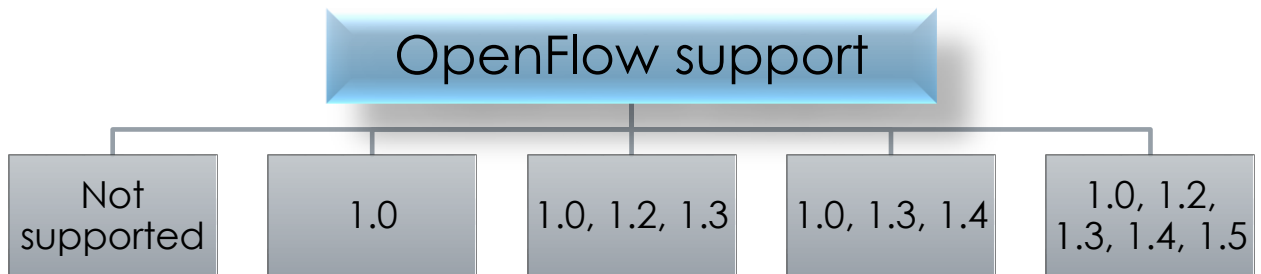 OpenFlow support
Not
supported
1.0
1.0, 1.2, 1.3
1.0, 1.3, 1.4
1.0, 1.2,
1.3, 1.4, 1.5